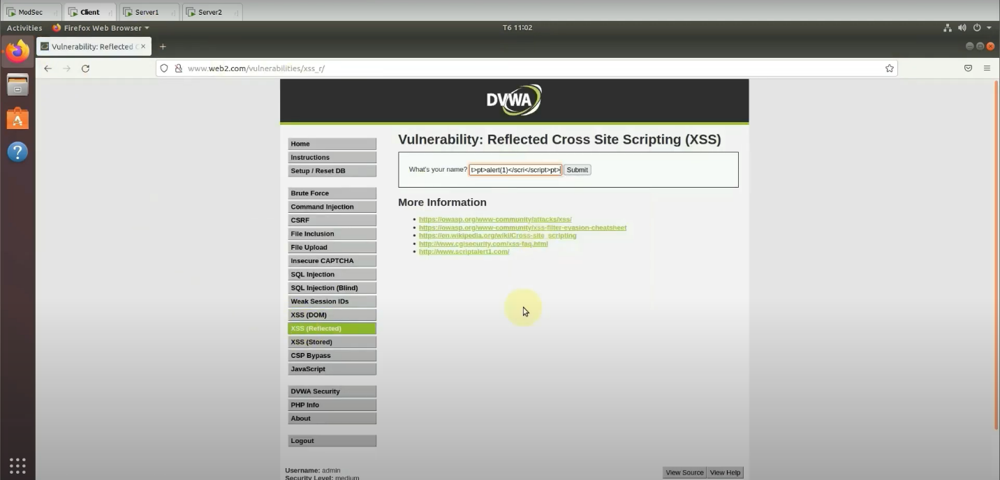 ModSec
Client
Server1
Server2
Activities
Firefox Web Browser
T6 11:02
Vulnerability: Reflected C
www.web2.com/vulnerabilities/xss_r/
DVWA
Home
Instructions
Setup / Reset DB
Brute Force
Command Injection
CSRF
File Inclusion
File Upload
Insecure CAPTCHA
SQL Injection
SQL Injection (Blind)
Weak Session IDs
XSS (DOM)
XSS (Reflected)
XSS (Stored)
CSP Bypass
JavaScript
DVWA Security
PHP Info
About
Logout
Vulnerability: Reflected Cross Site Scripting (XSS)
What's your name? t>pt>alert(1)</scri</script>pt> Submit
More Information
https://owasp.org/www-community/attacks/xss/
https://owasp.org/www-community/xss-filter-evasion-cheatsheet
https://en.wikipedia.org/wiki/Cross-site_scripting
http://www.cgisecurity.com/xss-faq.html
http://www.scriptalert1.com/
Username: admin
Security Level: medium
View Source
View Help